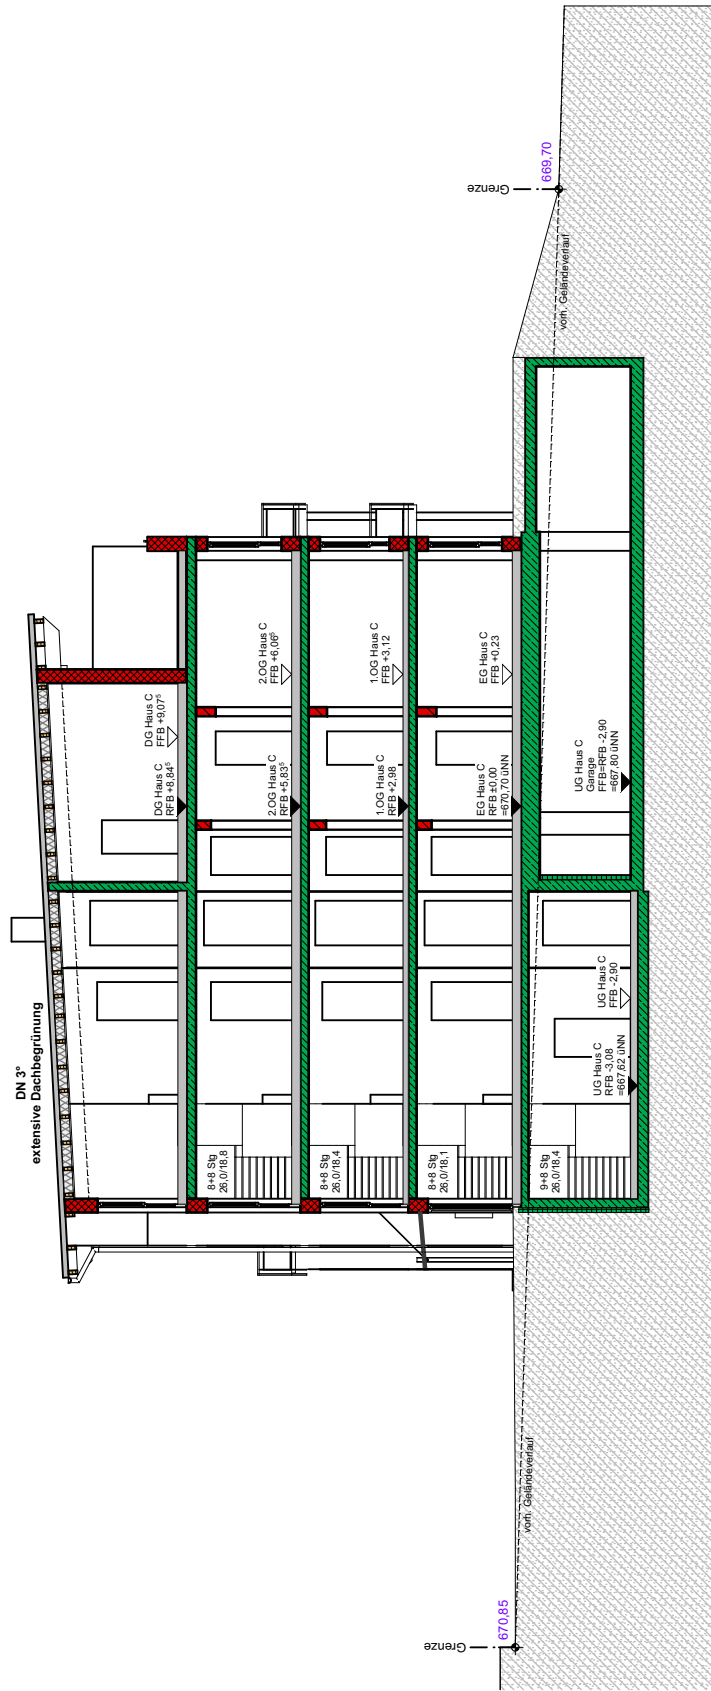 DN 3°
extensive Dachbegrünung
DG Haus C
RFB +8,84⁵
DG Haus C
FFB +9,07⁵
8+8 Stg
26,0/18,8
2.OG Haus C
RFB +5,83⁵
2.OG Haus C
FFB +6,06⁵
8+8 Stg
26,0/18,4
1.OG Haus C
RFB +2,98
1.OG Haus C
FFB +3,12
8+8 Stg
26,0/18,1
EG Haus C
RFB ±0,00
=670,70 üNN
EG Haus C
FFB +0,23
9+8 Stg
26,0/18,4
UG Haus C
RFB -3,08
=667,62 üNN
UG Haus C
FFB -2,90
UG Haus C
Garage
FFB=RFB -2,90
=667,80 üNN
Grenze
670,85
vorh. Geländeverlauf
vorh. Geländeverlauf
Grenze
669,70